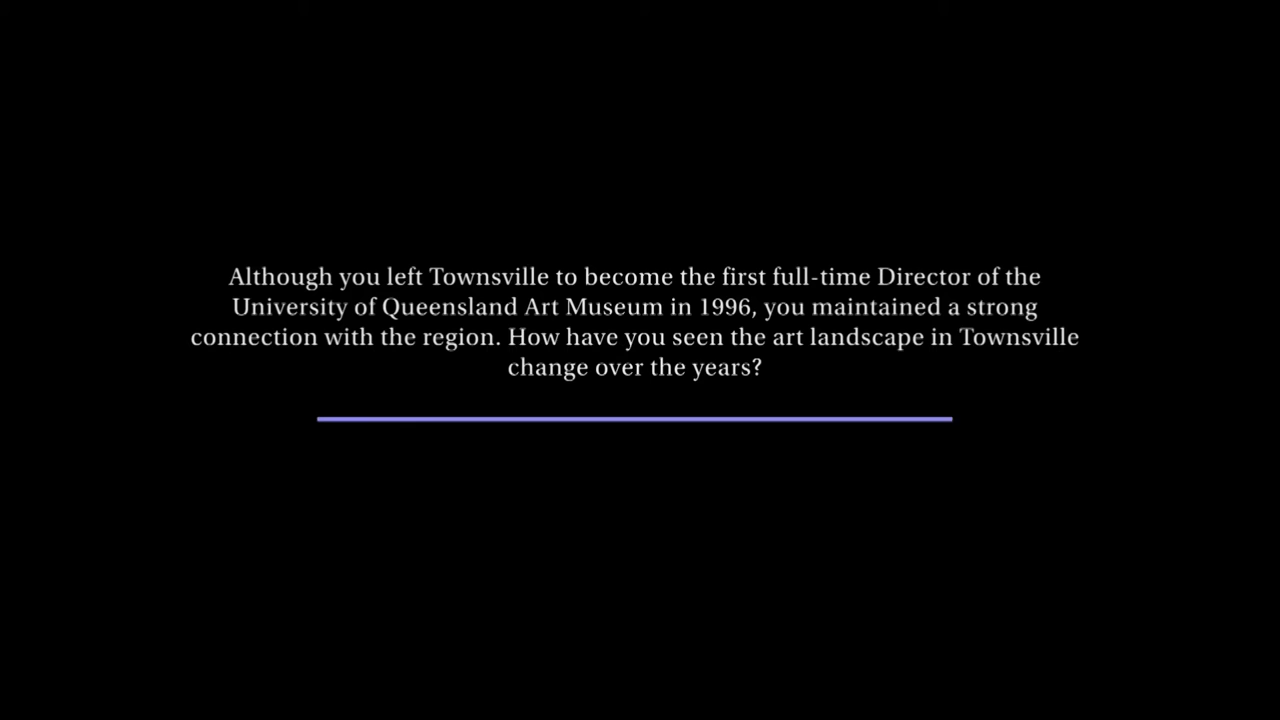 Although you left Townsville to become the first full-time Director of the
University of Queensland Art Museum in 1996, you maintained a strong
connection with the region. How have you seen the art landscape in Townsville
change over the years?